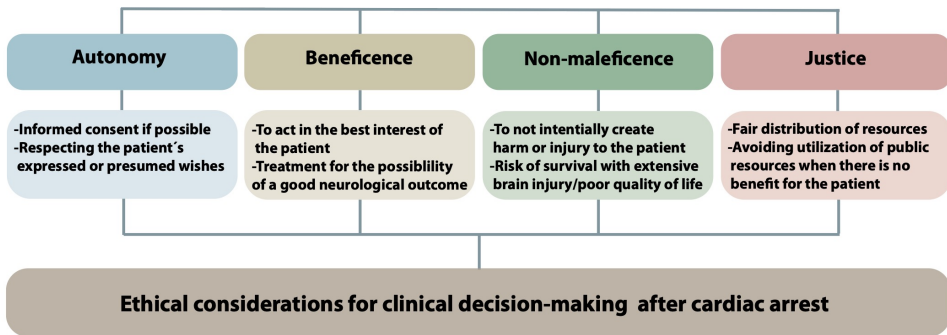 Autonomy
Beneficence
Non-maleficence
Justice
-Informed consent if possible
-Respecting the patient´s
expressed or presumed wishes
-To act in the best interest of
the patient
-Treatment for the possiblility
of a good neurological outcome
-To not intentially create
harm or injury to the patient
-Risk of survival with extensive
brain injury/poor quality of life
-Fair distribution of resources
-Avoiding utilization of public
resources when there is no
benefit for the patient
Ethical considerations for clinical decision-making after cardiac arrest